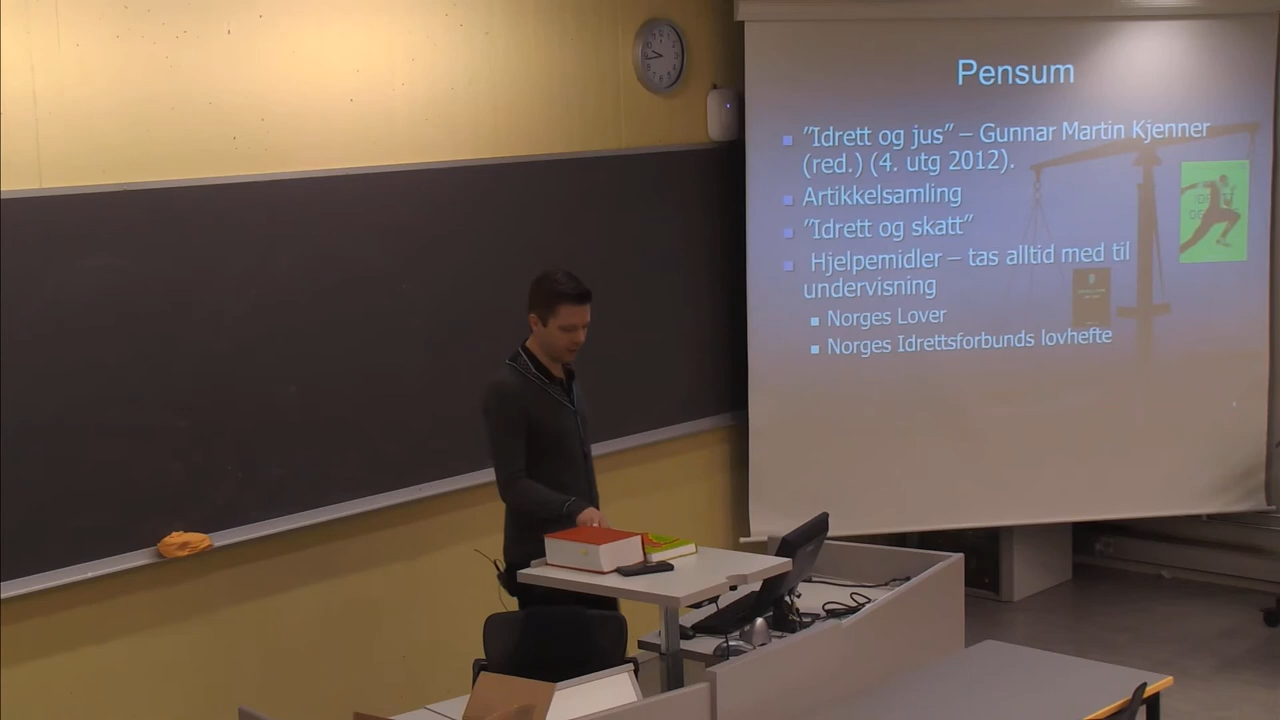 Pensum
"Idrett og jus" – Gunnar Martin Kjenner
(red.) (4. utg 2012).
Artikkelsamling
"Idrett og skatt"
Hjelpemidler – tas alltid med til
undervisning
Norges Lover
Norges Idrettsforbunds lovhefte